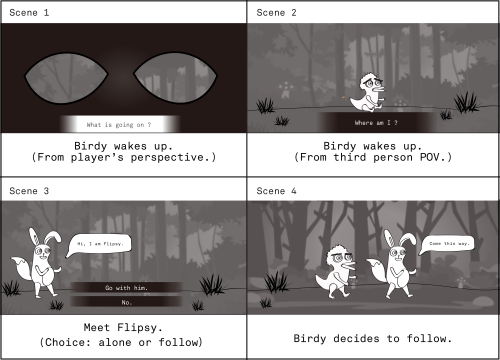 Scene 1
What is going on ?
Birdy wakes up.
(From player's perspective.)
Scene 2
Where am I ?
Birdy wakes up.
(From third person POV.)
Scene 3
Hi, I am Flipsy.
Go with him.
No.
Meet Flipsy.
(Choice: alone or follow)
Scene 4
Come this way.
Birdy decides to follow.